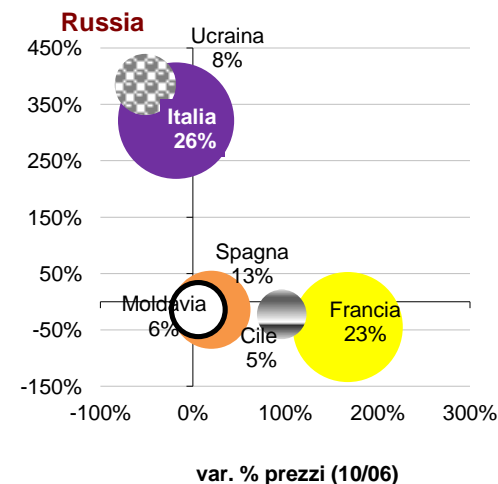 Russia
450%
Ucraina
8%
350%
Italia
26%
250%
150%
Spagna
13%
50%
Moldavia
6%
Francia
23%
Cile
5%
-50%
-150%
-100%
0%
100%
200%
300%
var. % prezzi (10/06)